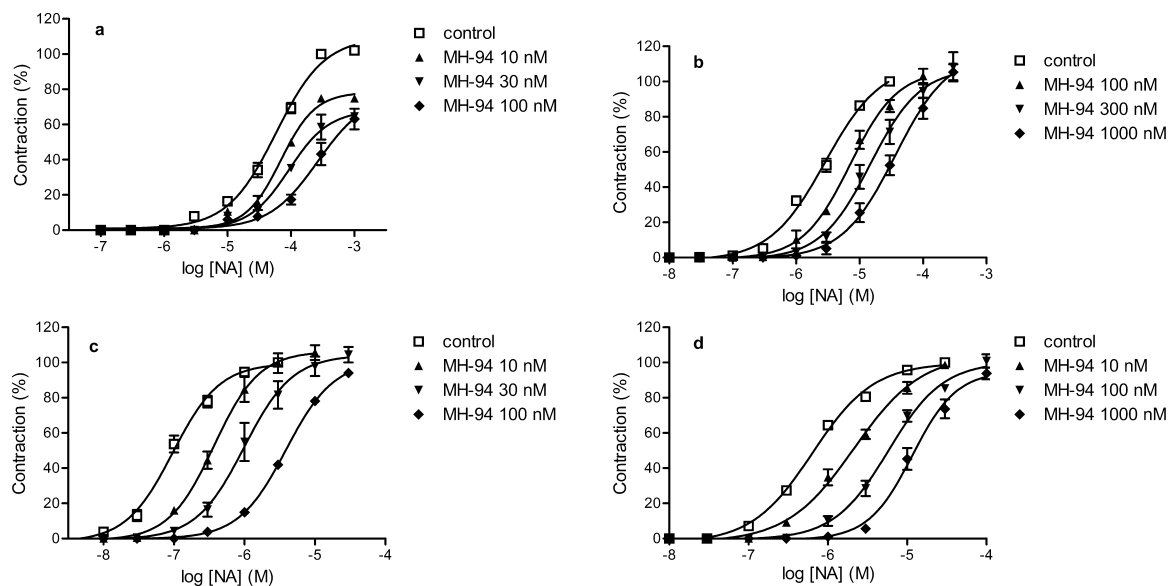 a
120
100
80
60
40
20
0
Contraction (%)
-7 -6 -5 -4 -3
log [NA] (M)
control
MH-94 10 nM
MH-94 30 nM
MH-94 100 nM
b
120
100
80
60
40
20
0
Contraction (%)
-8 -7 -6 -5 -4 -3
log [NA] (M)
control
MH-94 100 nM
MH-94 300 nM
MH-94 1000 nM
c
120
100
80
60
40
20
0
Contraction (%)
-8 -7 -6 -5 -4
log [NA] (M)
control
MH-94 10 nM
MH-94 30 nM
MH-94 100 nM
d
120
100
80
60
40
20
0
Contraction (%)
-8 -7 -6 -5 -4
log [NA] (M)
control
MH-94 10 nM
MH-94 100 nM
MH-94 1000 nM